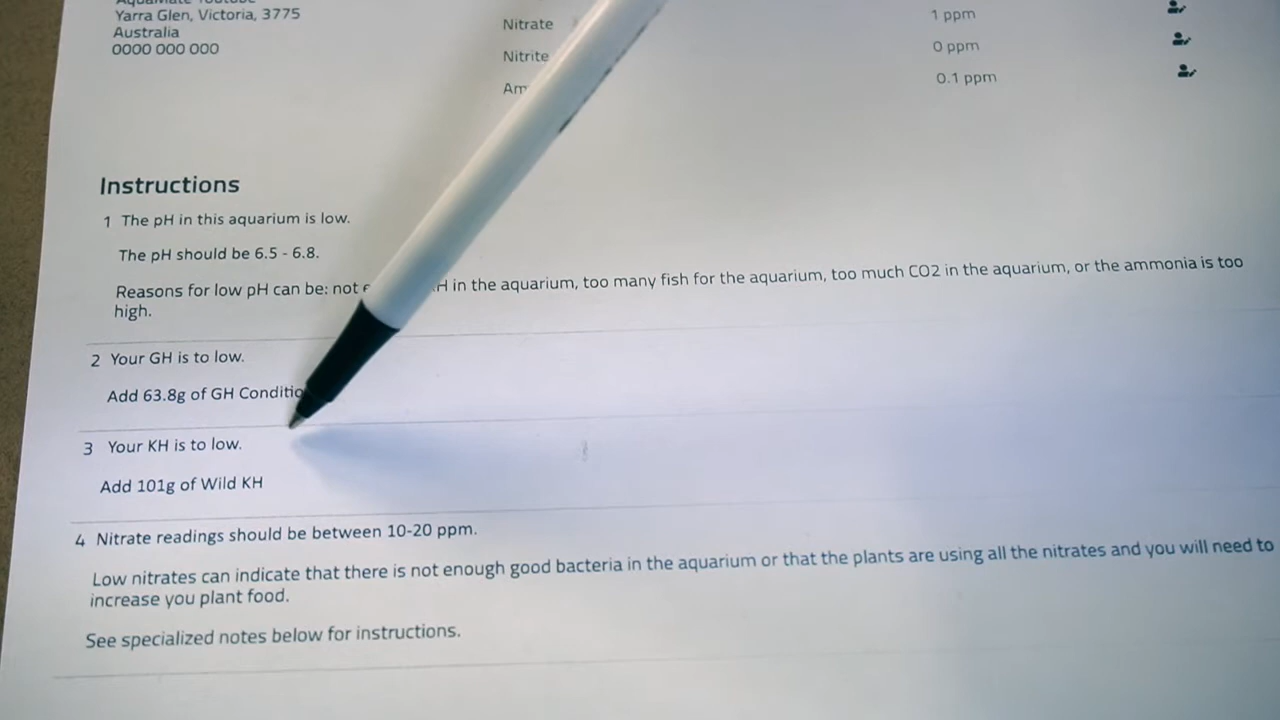 Yarra Glen, Victoria, 3775
Australia
0000 000 000
Nitrate 1 ppm
Nitrite 0 ppm
Am 0.1 ppm
Instructions
1 The pH in this aquarium is low.
The pH should be 6.5 - 6.8.
Reasons for low pH can be: not H in the aquarium, too many fish for the aquarium, too much CO2 in the aquarium, or the ammonia is too
high.
2 Your GH is to low.
Add 63.8g of GH Conditio
3 Your KH is to low.
Add 101g of Wild KH
4 Nitrate readings should be between 10-20 ppm.
Low nitrates can indicate that there is not enough good bacteria in the aquarium or that the plants are using all the nitrates and you will need to
increase you plant food.
See specialized notes below for instructions.